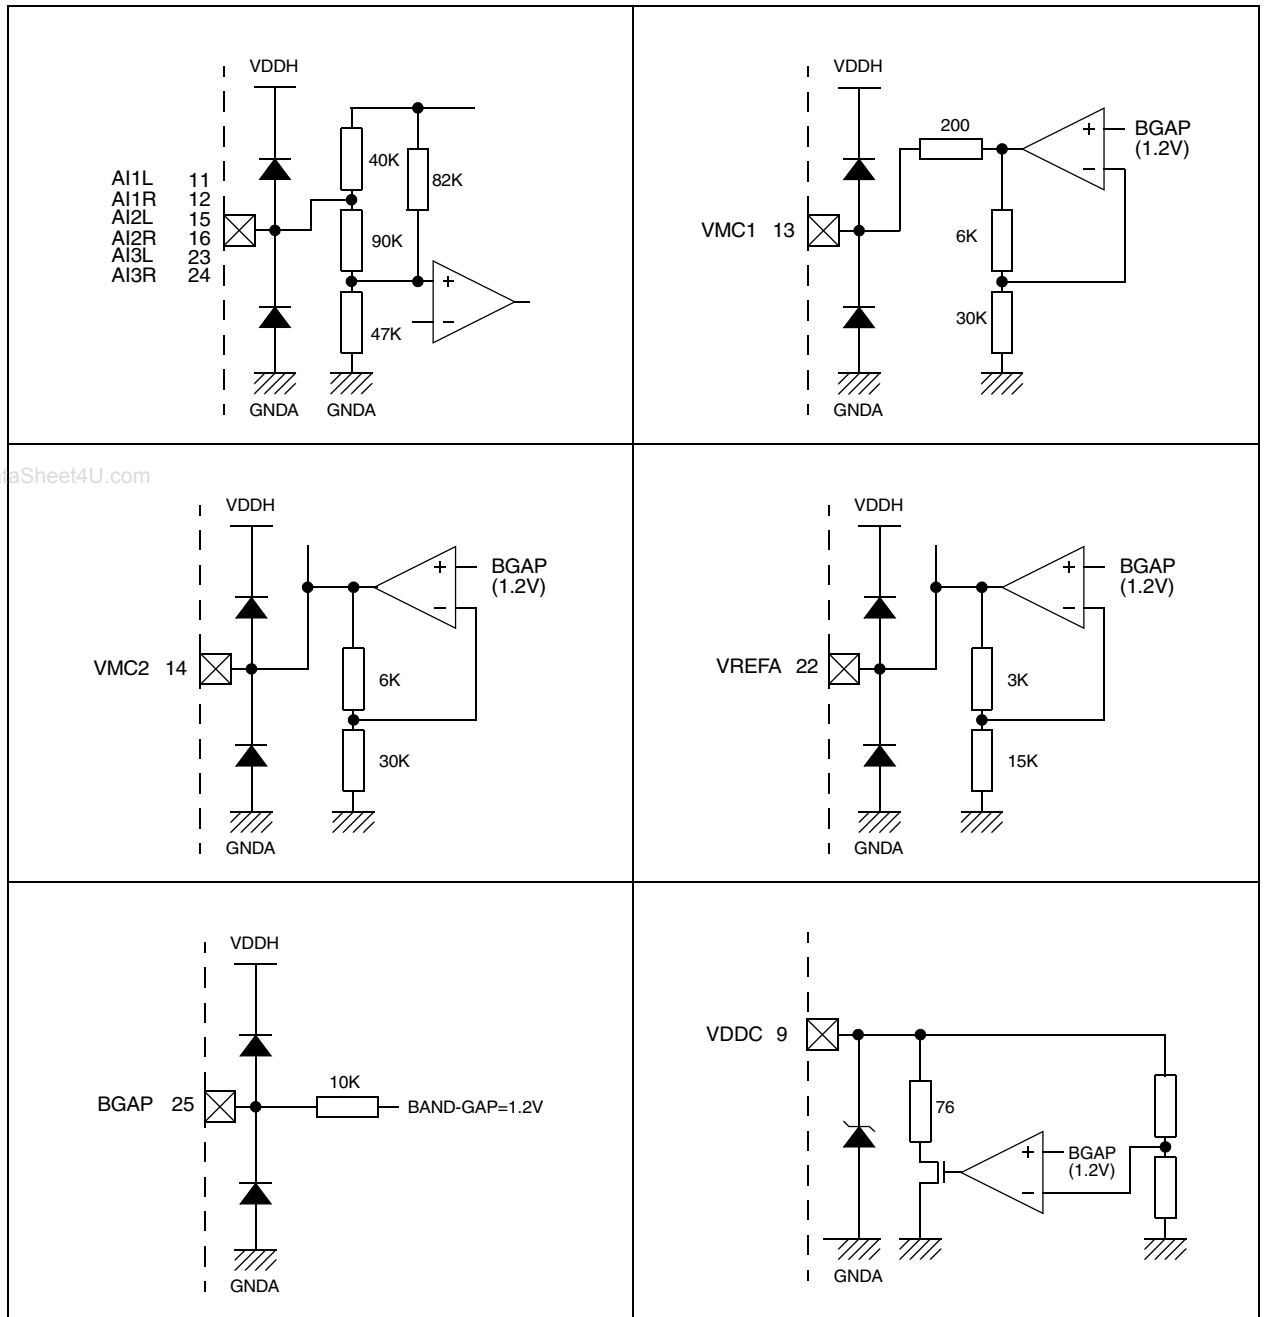 VDDH
40K
82K
AI1L 11
AI1R 12
AI2L 15
AI2R 16
AI3L 23
AI3R 24
90K
+
−
47K
GNDA GNDA
VDDH
200
+ BGAP
(1.2V)
−
VMC1 13
6K
30K
GNDA
taSheet4U.com
VDDH
+ BGAP
(1.2V)
−
VMC2 14
6K
30K
GNDA
VDDH
+ BGAP
(1.2V)
−
VREFA 22
3K
15K
GNDA
VDDH
10K
BGAP 25
BAND-GAP=1.2V
GNDA
VDDC 9
76
+ BGAP
(1.2V)
−
GNDA